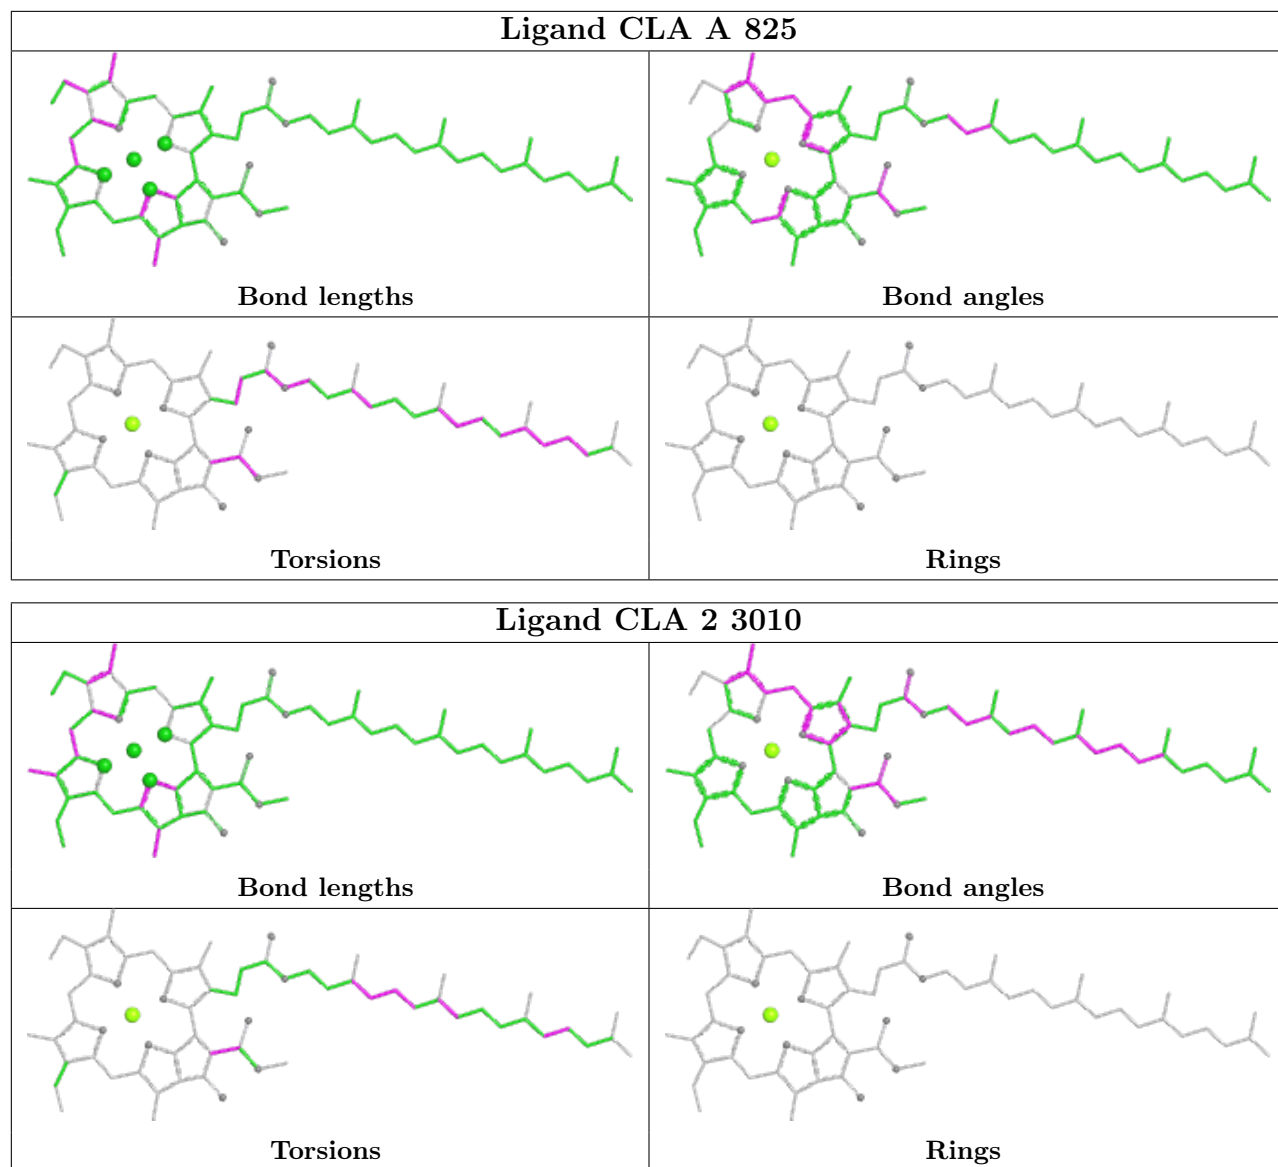 Ligand CLA A 825
Bond lengths
Bond angles
Torsions
Rings
Ligand CLA 2 3010
Bond lengths
Bond angles
Torsions
Rings